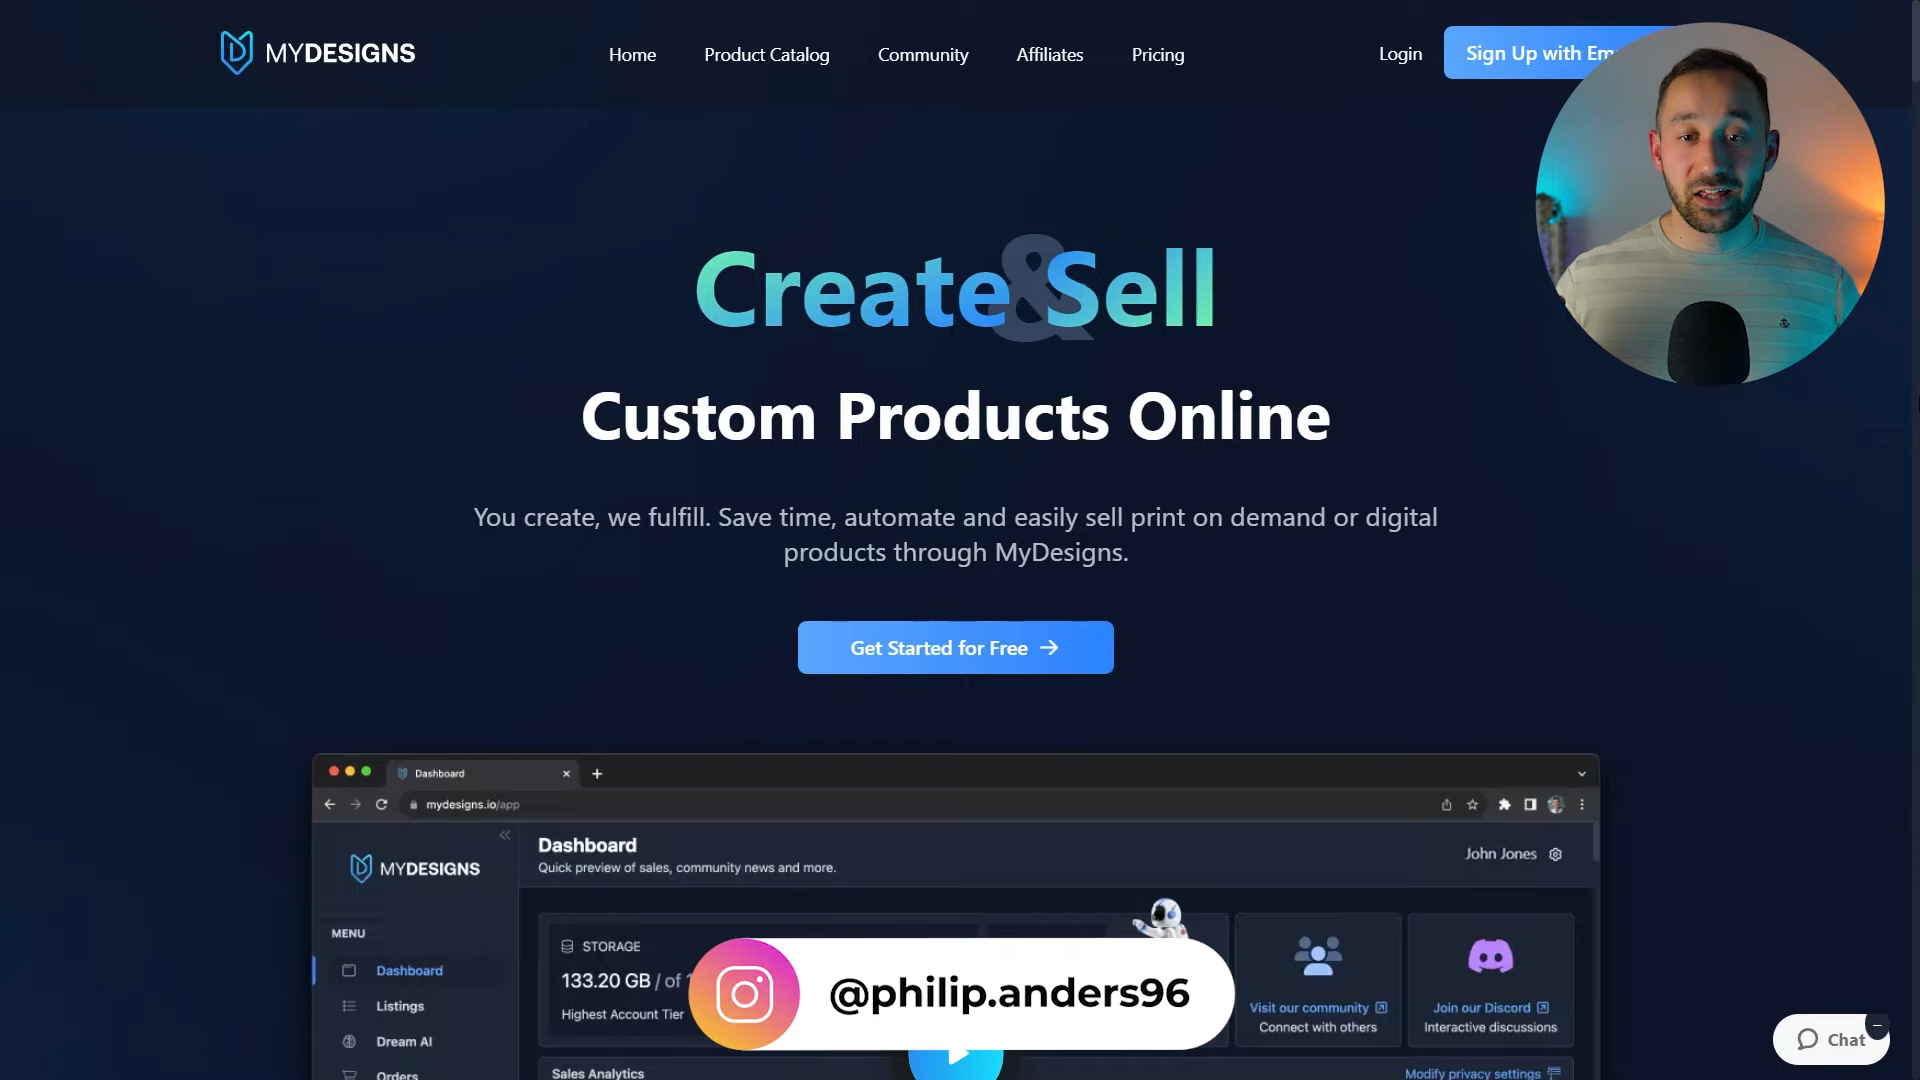 MYDESIGNS
Home
Product Catalog
Community
Affiliates
Pricing
Login
Sign Up with
Create & Sell
Custom Products Online
You create, we fulfill. Save time, automate and easily sell print on demand or digital
products through MyDesigns.
Get Started for Free →
Dashboard
mydesigns.io/app
MYDESIGNS
Dashboard
Quick preview of sales, community news and more.
John Jones
MENU
Dashboard
Listings
Dream AI
Orders
STORAGE
133.20 GB / of
Highest Account Tier
@philip.anders96
Visit our community
Connect with others
Join our Discord
Interactive discussions
Sales Analytics
Modify privacy settings
Chat